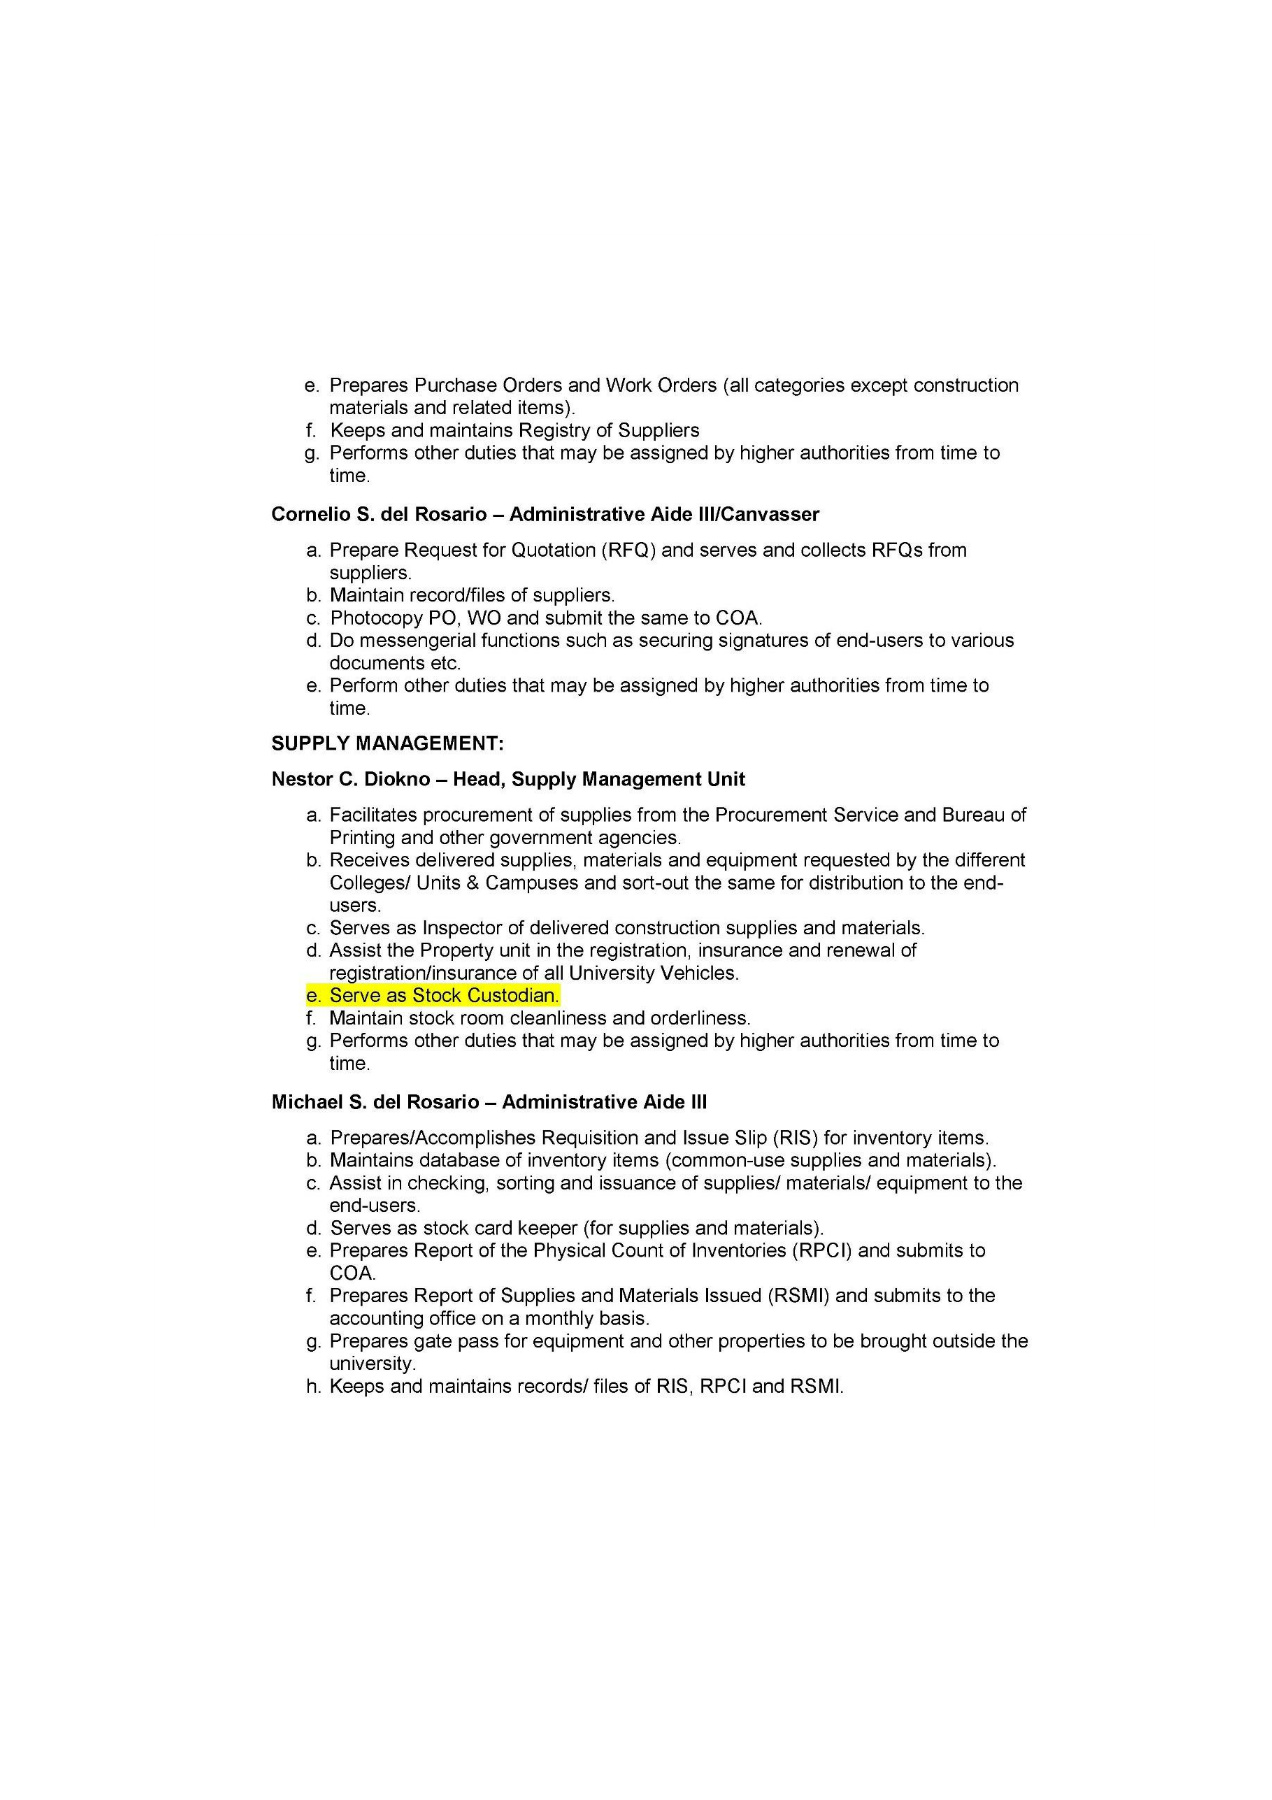 e. Prepares Purchase Orders and Work Orders (all categories except construction
materials and related items).
f. Keeps and maintains Registry of Suppliers
g. Performs other duties that may be assigned by higher authorities from time to
time.
Cornelio S. del Rosario – Administrative Aide III/Canvasser
a. Prepare Request for Quotation (RFQ) and serves and collects RFQs from
suppliers.
b. Maintain record/files of suppliers.
c. Photocopy PO, WO and submit the same to COA.
d. Do messengerial functions such as securing signatures of end-users to various
documents etc.
e. Perform other duties that may be assigned by higher authorities from time to
time.
SUPPLY MANAGEMENT:
Nestor C. Diokno – Head, Supply Management Unit
a. Facilitates procurement of supplies from the Procurement Service and Bureau of
Printing and other government agencies.
b. Receives delivered supplies, materials and equipment requested by the different
Colleges/ Units & Campuses and sort-out the same for distribution to the end-
users.
c. Serves as Inspector of delivered construction supplies and materials.
d. Assist the Property unit in the registration, insurance and renewal of
registration/insurance of all University Vehicles.
e. Serve as Stock Custodian.
f. Maintain stock room cleanliness and orderliness.
g. Performs other duties that may be assigned by higher authorities from time to
time.
Michael S. del Rosario – Administrative Aide III
a. Prepares/Accomplishes Requisition and Issue Slip (RIS) for inventory items.
b. Maintains database of inventory items (common-use supplies and materials).
c. Assist in checking, sorting and issuance of supplies/ materials/ equipment to the
end-users.
d. Serves as stock card keeper (for supplies and materials).
e. Prepares Report of the Physical Count of Inventories (RPCI) and submits to
COA.
f. Prepares Report of Supplies and Materials Issued (RSMI) and submits to the
accounting office on a monthly basis.
g. Prepares gate pass for equipment and other properties to be brought outside the
university.
h. Keeps and maintains records/ files of RIS, RPCI and RSMI.